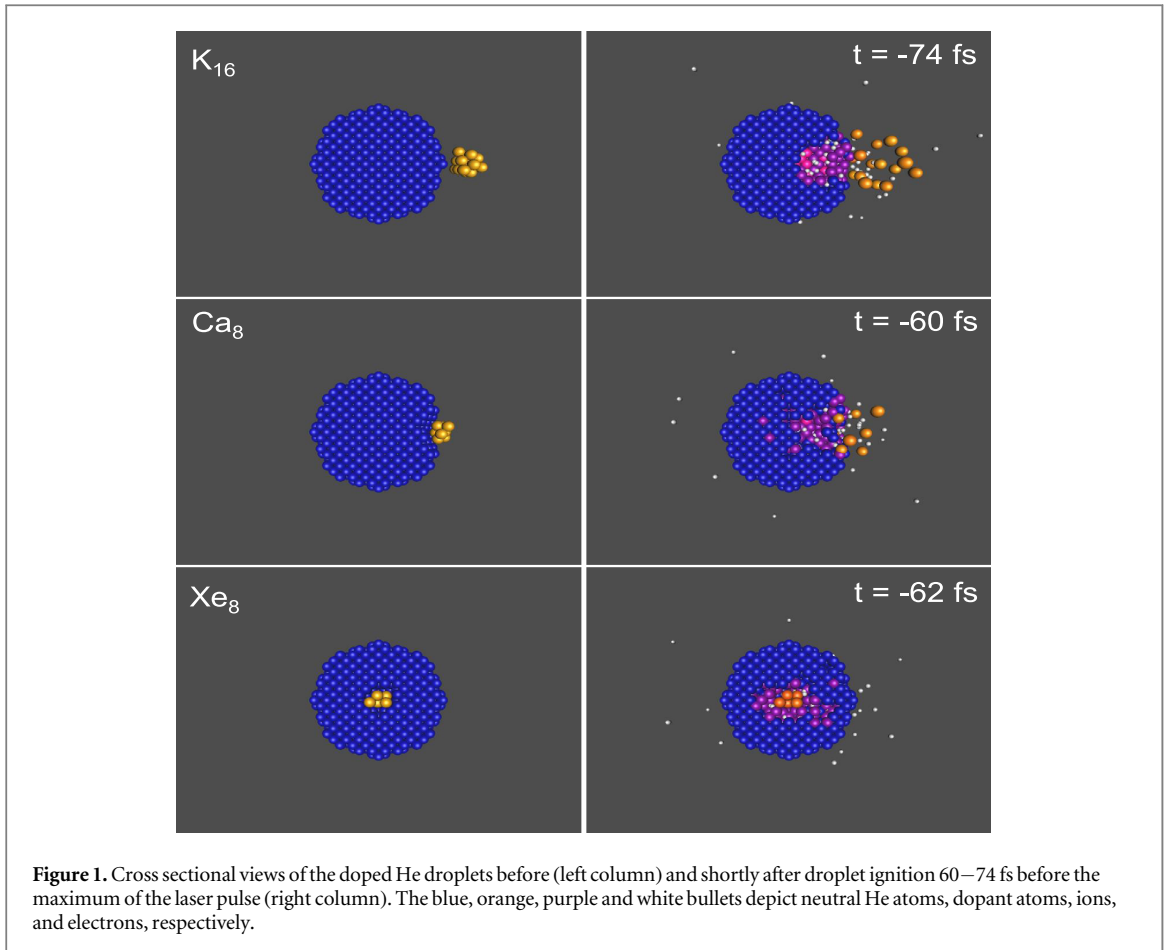 K16
t = -74 fs
Ca8
t = -60 fs
Xe8
t = -62 fs
Figure 1. Cross sectional views of the doped He droplets before (left column) and shortly after droplet ignition 60−74 fs before the
maximum of the laser pulse (right column). The blue, orange, purple and white bullets depict neutral He atoms, dopant atoms, ions,
and electrons, respectively.